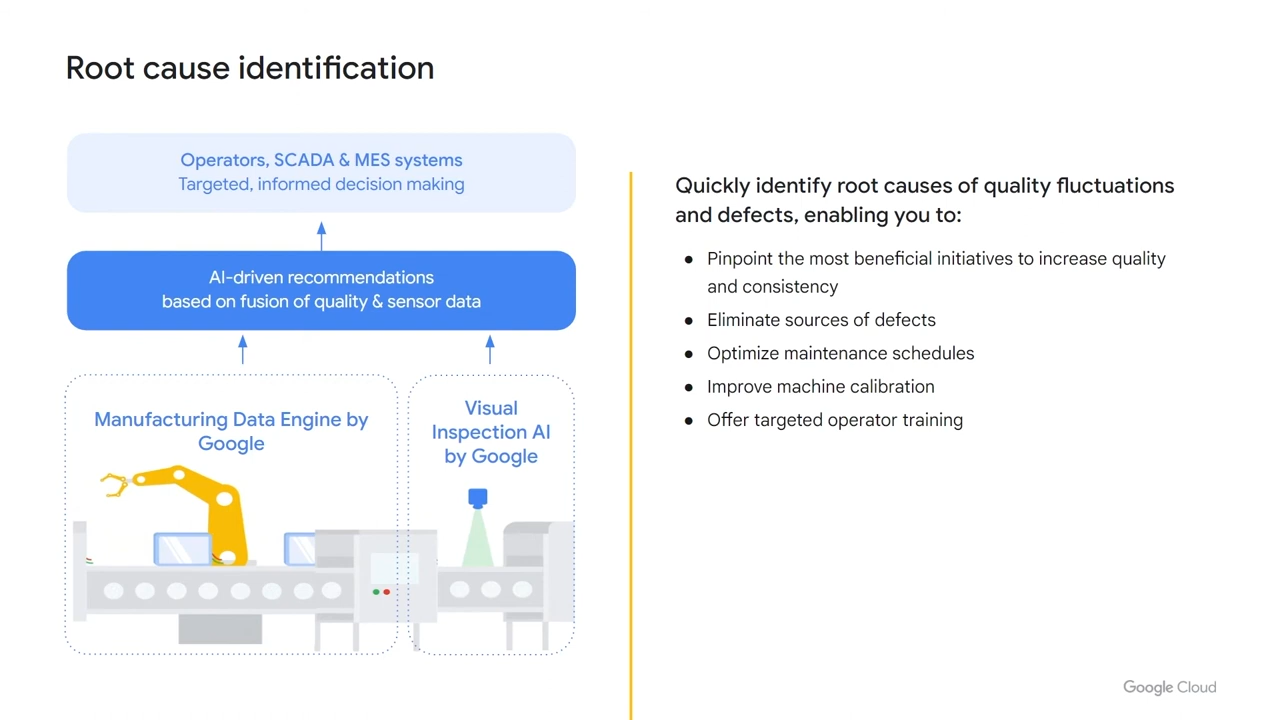 Root cause identification
Operators, SCADA & MES systems
Targeted, informed decision making
AI-driven recommendations
based on fusion of quality & sensor data
Manufacturing Data Engine by
Google
Visual
Inspection AI
by Google
Quickly identify root causes of quality fluctuations
and defects, enabling you to:
● Pinpoint the most beneficial initiatives to increase quality
and consistency
● Eliminate sources of defects
● Optimize maintenance schedules
● Improve machine calibration
● Offer targeted operator training
Google Cloud